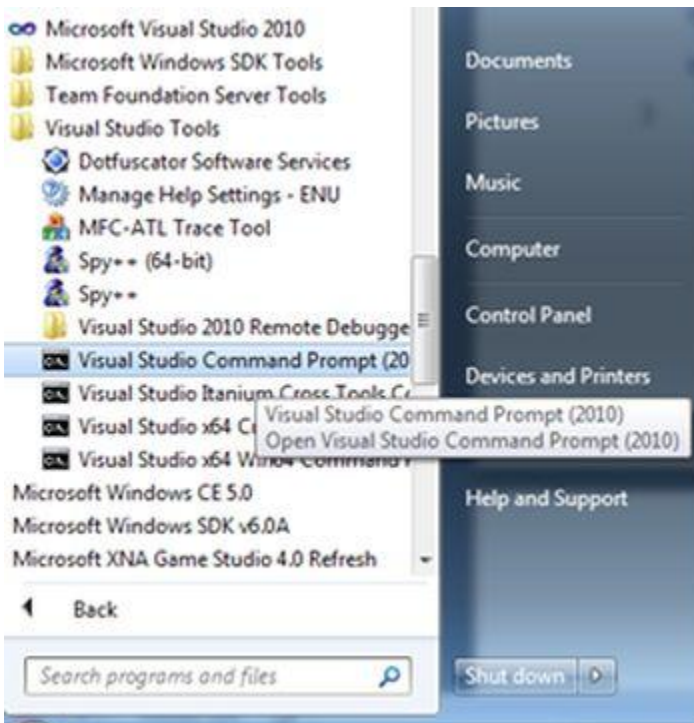 Microsoft Visual Studio 2010
Microsoft Windows SDK Tools
Team Foundation Server Tools
Visual Studio Tools
Dotfuscator Software Services
Manage Help Settings - ENU
MFC-ATL Trace Tool
Spy++ (64-bit)
Spy++
Visual Studio 2010 Remote Debugge
Visual Studio Command Prompt (20
Visual Studio Itanium Cross Tools Co
Visual Studio x64 C
Visual Studio x64 Win64 Command P
Microsoft Windows CE 5.0
Microsoft Windows SDK v6.0A
Microsoft XNA Game Studio 4.0 Refresh
Back
Search programs and files
Documents
Pictures
Music
Computer
Control Panel
Devices and Printers
Visual Studio Command Prompt (2010)
Open Visual Studio Command Prompt (2010)
Help and Support
Shut down